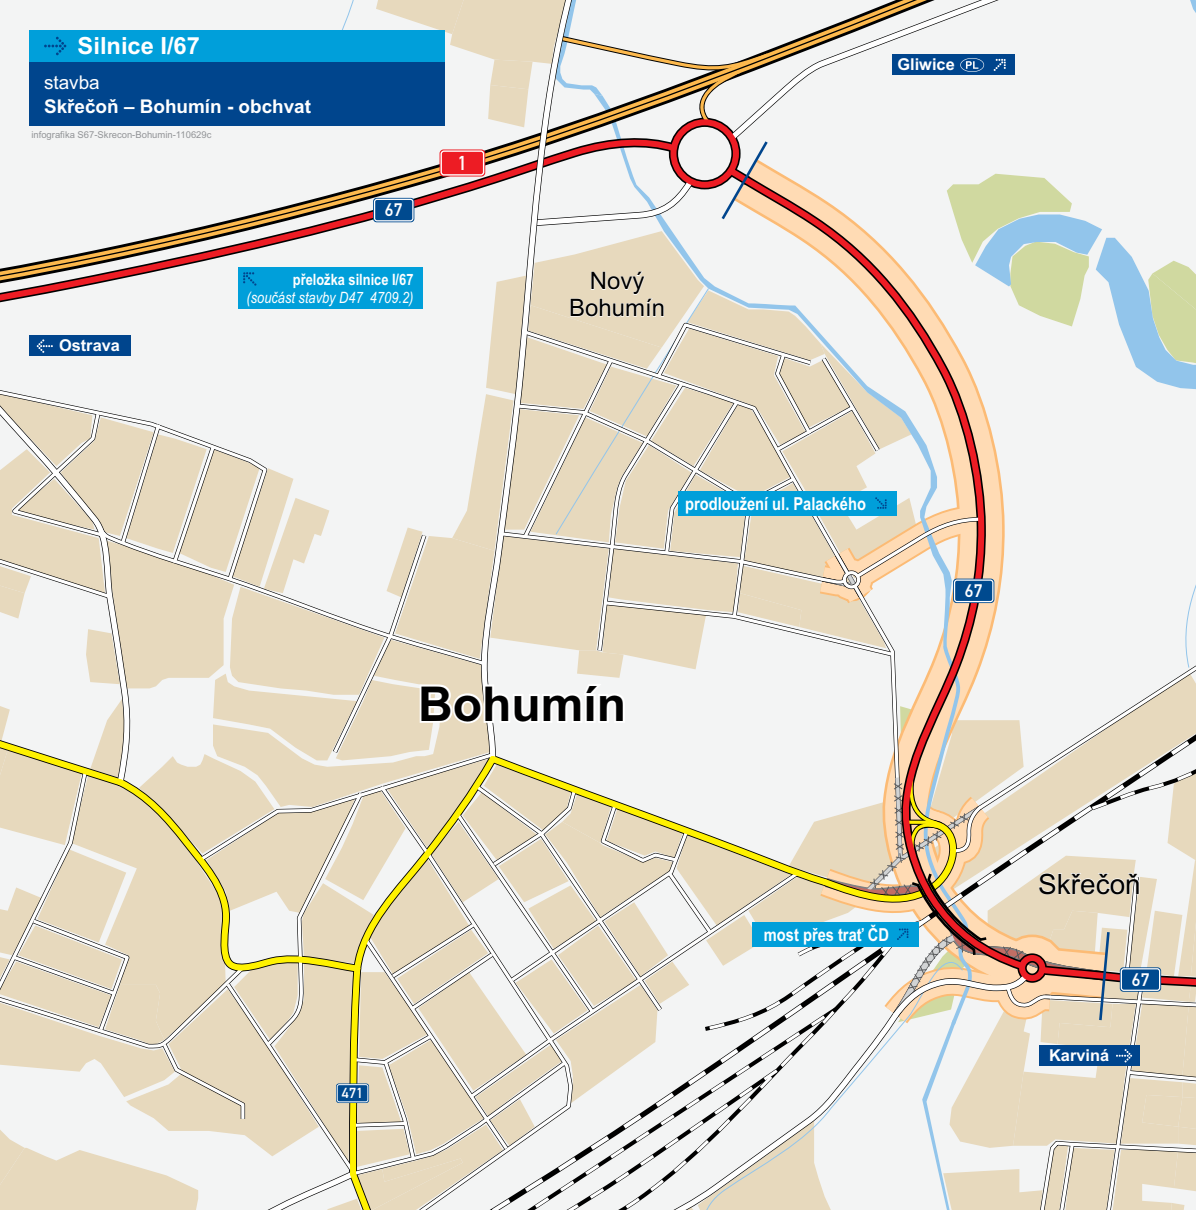 Silnice I/67
stavba
Skřečoň – Bohumín - obchvat
infografika S67-Skrecon-Bohumin-110629c
Gliwice PL
1
67
přeložka silnice I/67
(součást stavby D47 4709.2)
Ostrava
Nový
Bohumín
prodloužení ul. Palackého
67
Bohumín
Skřečoň
most přes trať ČD
67
Karviná
471